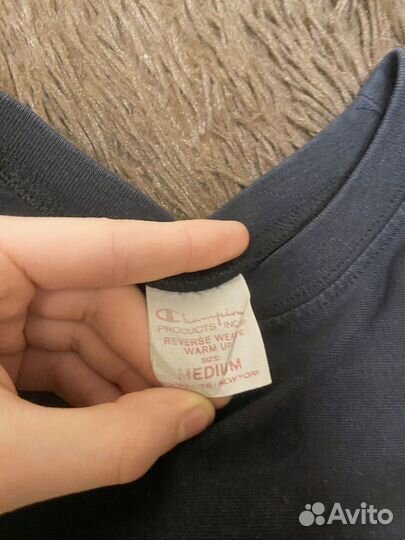 Champion
PRODUCTS INC®
REVERSE WEAVE
WARM UP
SIZE:
MEDIUM
NEW YORK
Avito